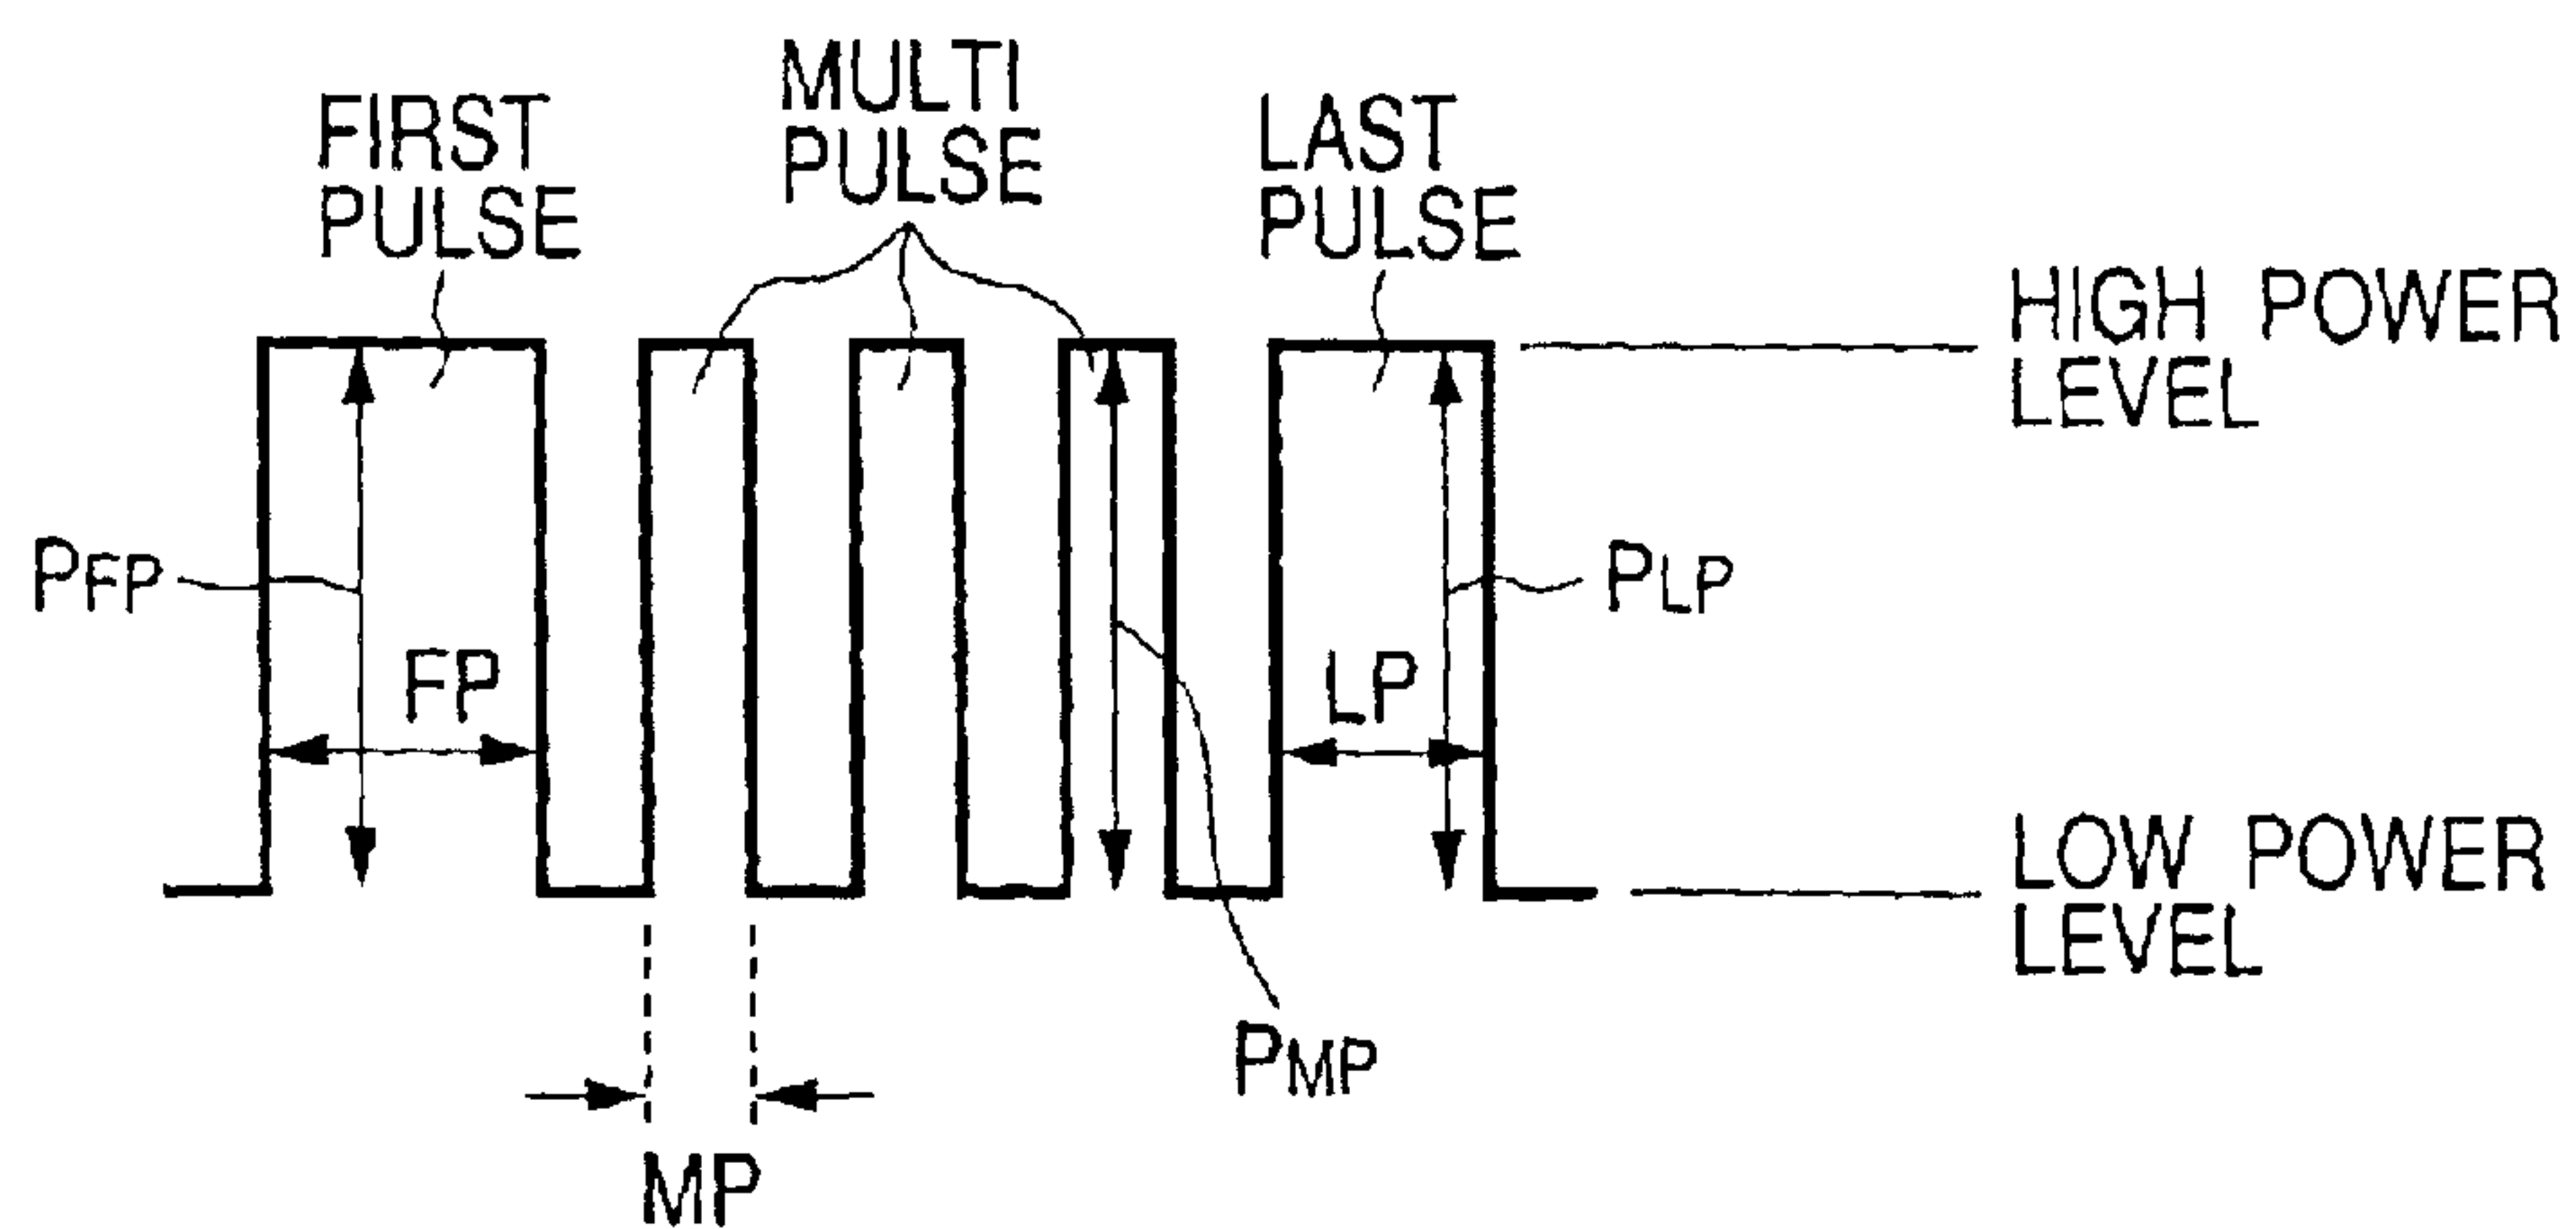 FIRST
PULSE
MULTI
PULSE
LAST
PULSE
HIGH POWER
LEVEL
PFP
FP
LP
PLP
LOW POWER
LEVEL
PMP
MP